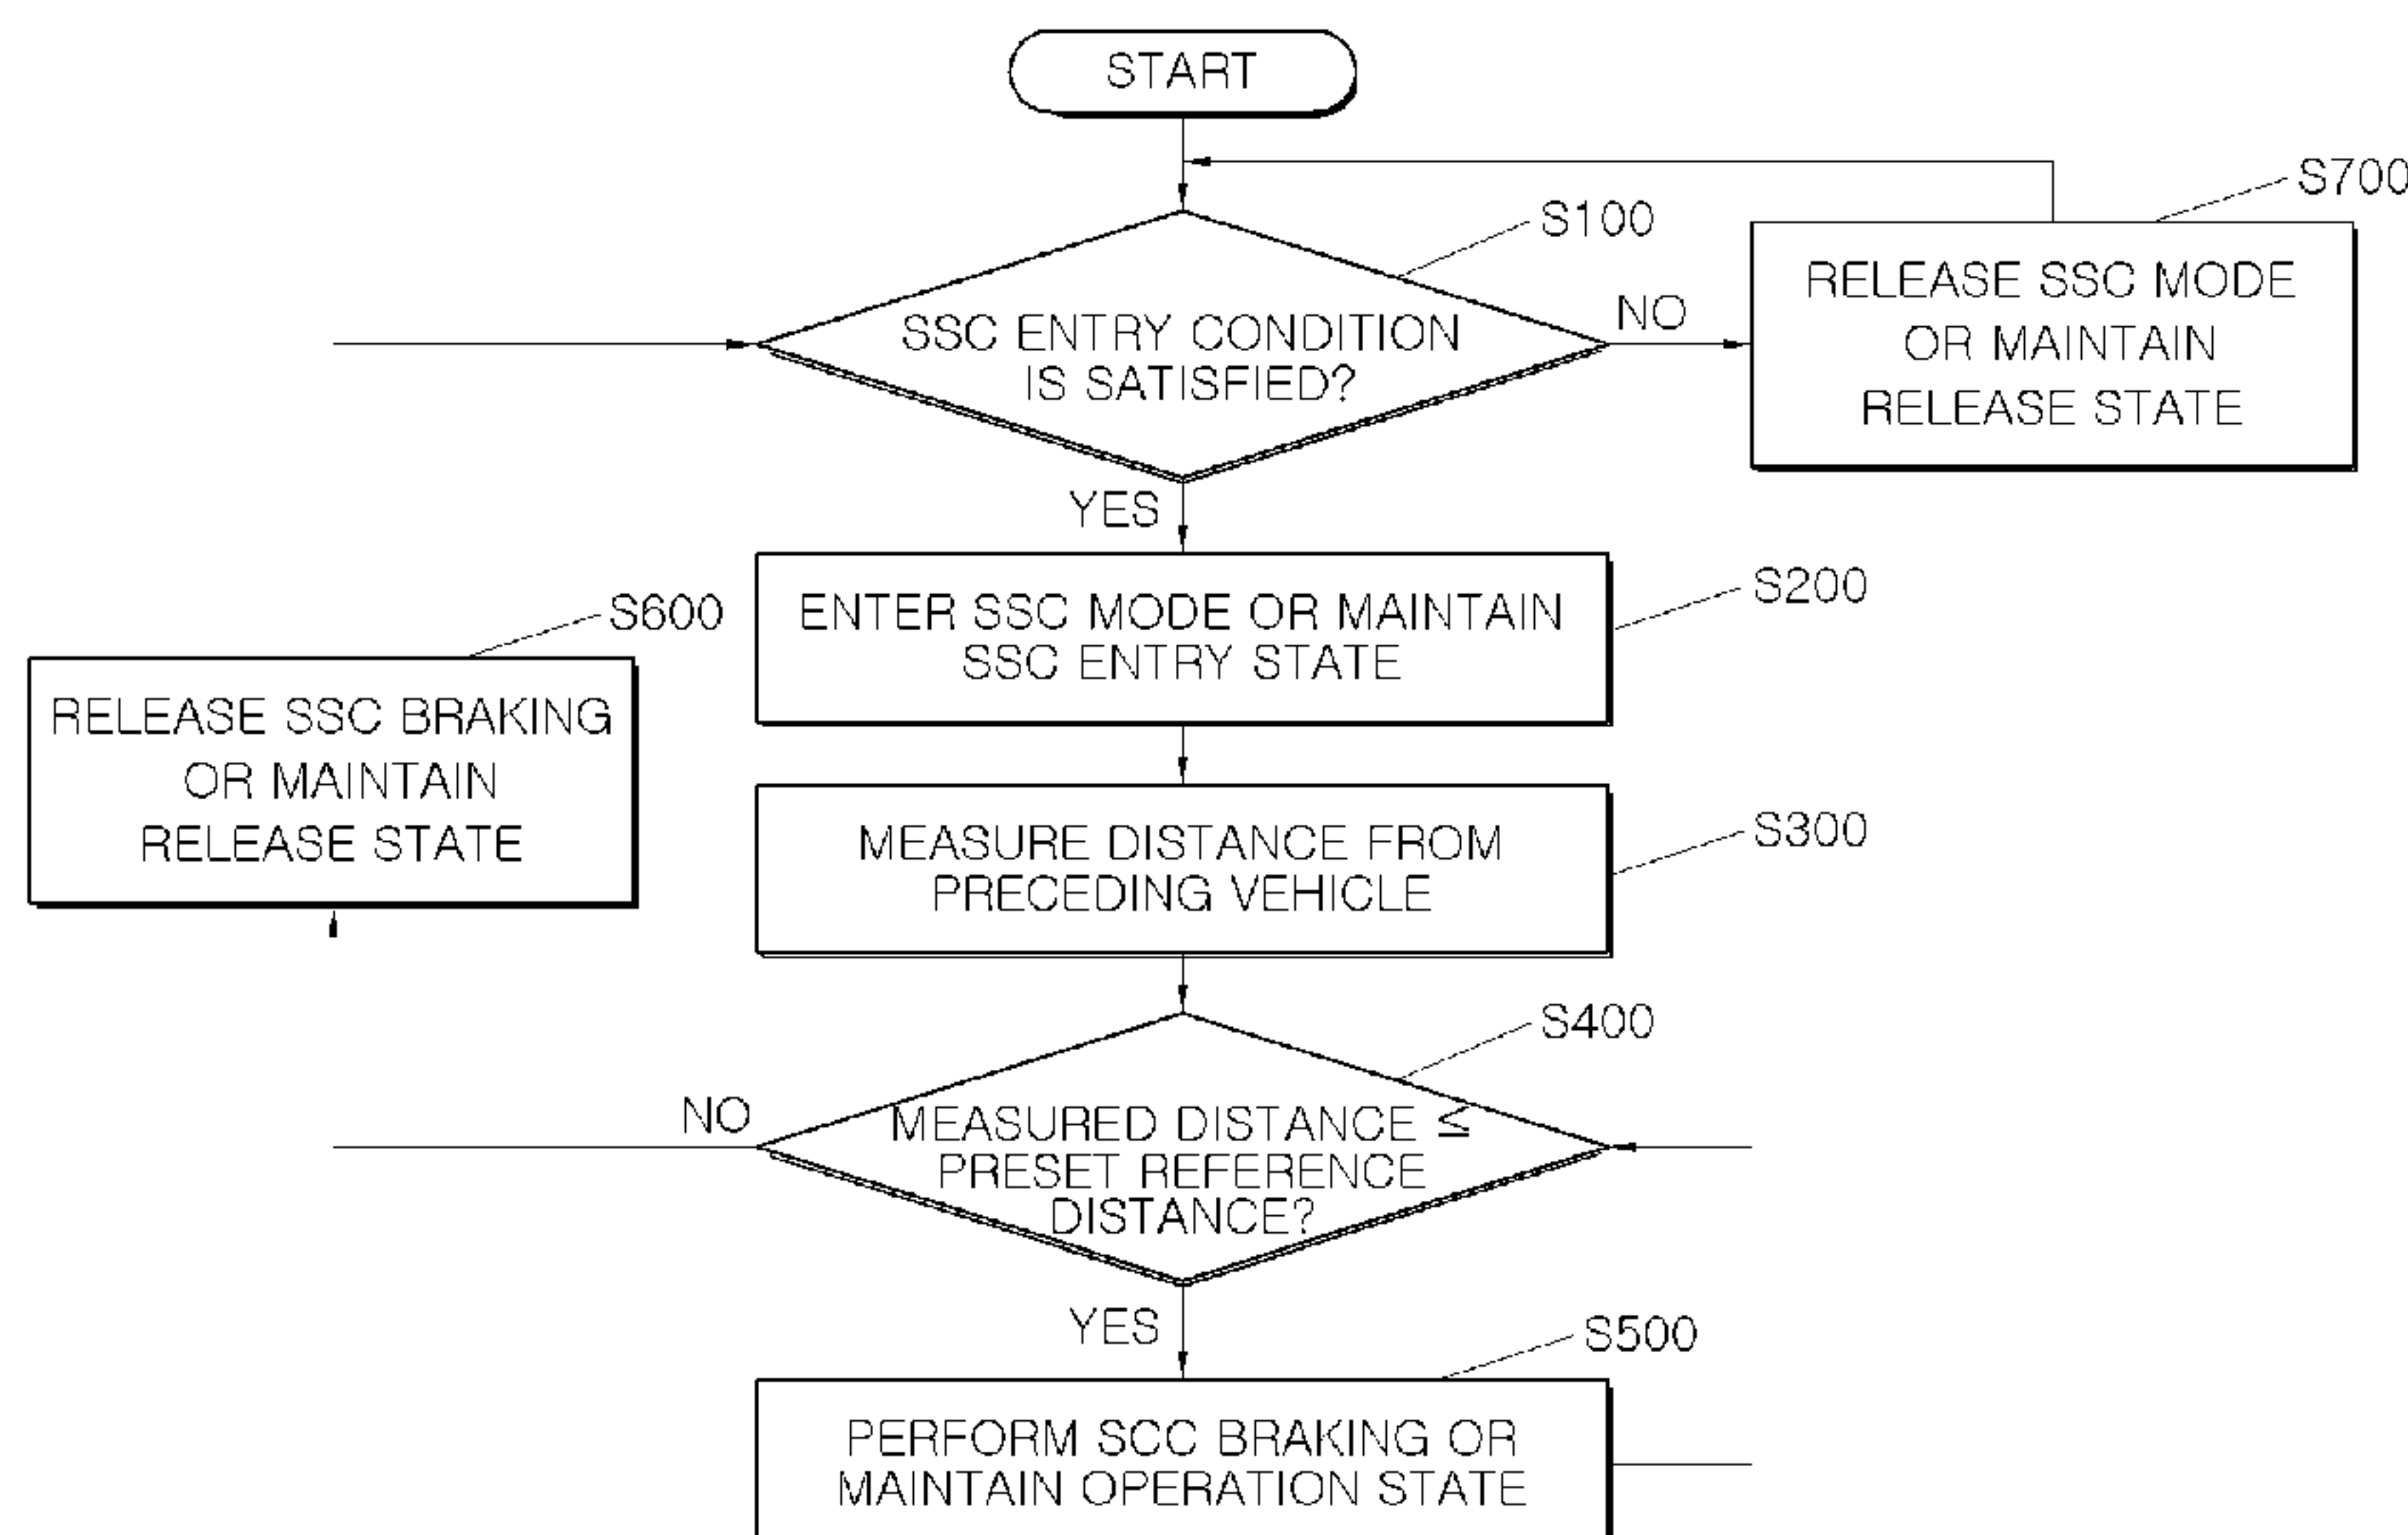 START
S700
S100
RELEASE SSC MODE
OR MAINTAIN
RELEASE STATE
NO
SSC ENTRY CONDITION
IS SATISFIED?
YES
S200
ENTER SSC MODE OR MAINTAIN
SSC ENTRY STATE
S600
RELEASE SSC BRAKING
OR MAINTAIN
RELEASE STATE
S300
MEASURE DISTANCE FROM
PRECEDING VEHICLE
S400
NO
MEASURED DISTANCE ≤
PRESET REFERENCE
DISTANCE?
YES
S500
PERFORM SCC BRAKING OR
MAINTAIN OPERATION STATE